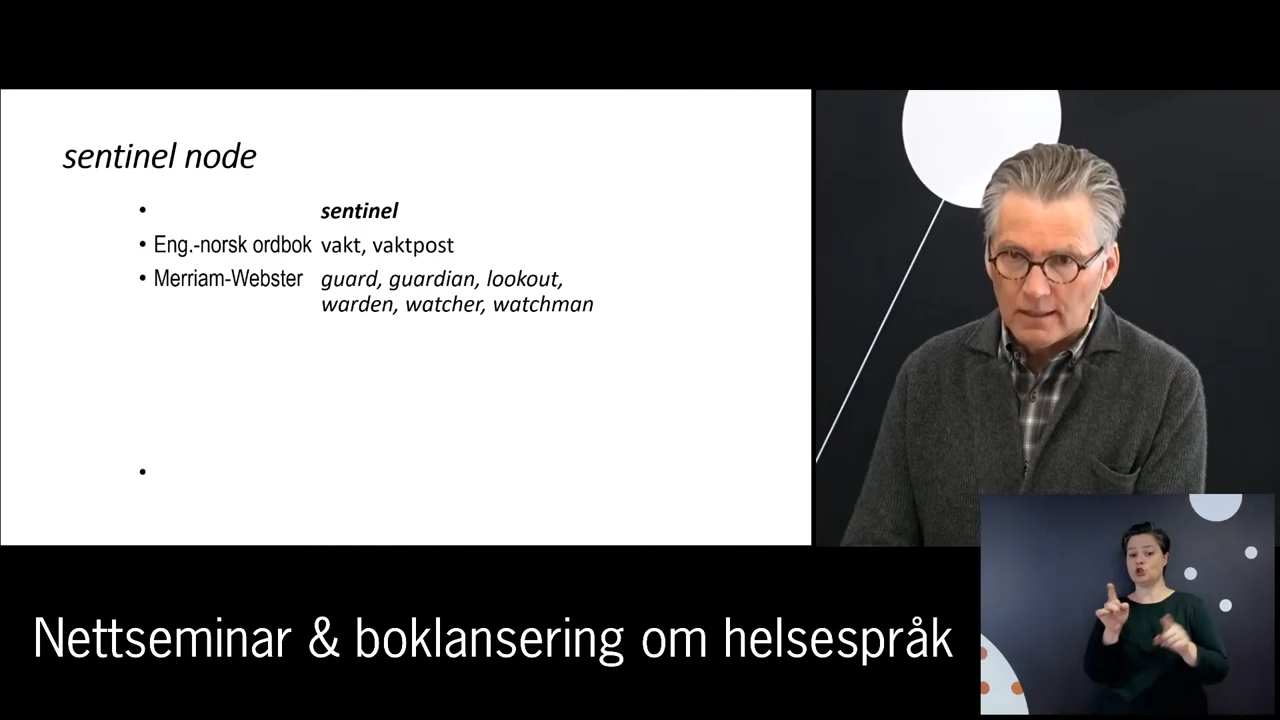 sentinel node
• sentinel
• Eng.-norsk ordbok vakt, vaktpost
• Merriam-Webster guard, guardian, lookout,
warden, watcher, watchman
•
Nettseminar & boklansering om helsespråk